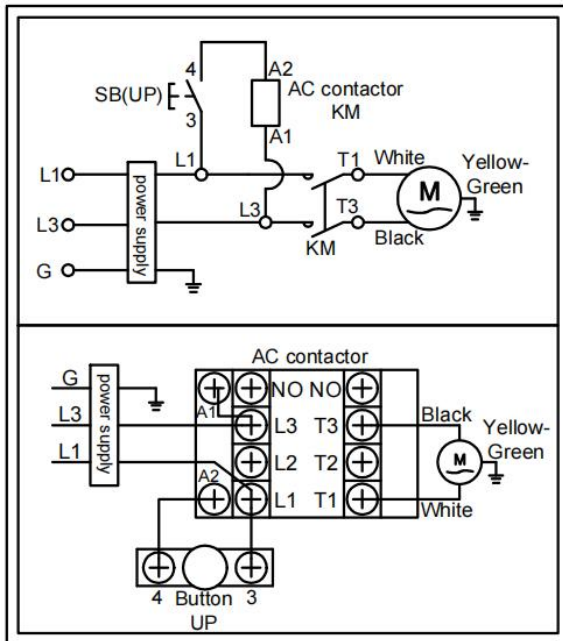 4
A2
SB(UP)
AC contactor
KM
3
A1
L1
T1
White
Yellow-
Green
L1
power supply
M
L3
L3
T3
KM
Black
G
AC contactor
G
NO NO
A1
L3
L3 T3
Black
Yellow-
Green
power supply
L1
L2 T2
M
A2
L1 T1
White
4
Button
3
UP